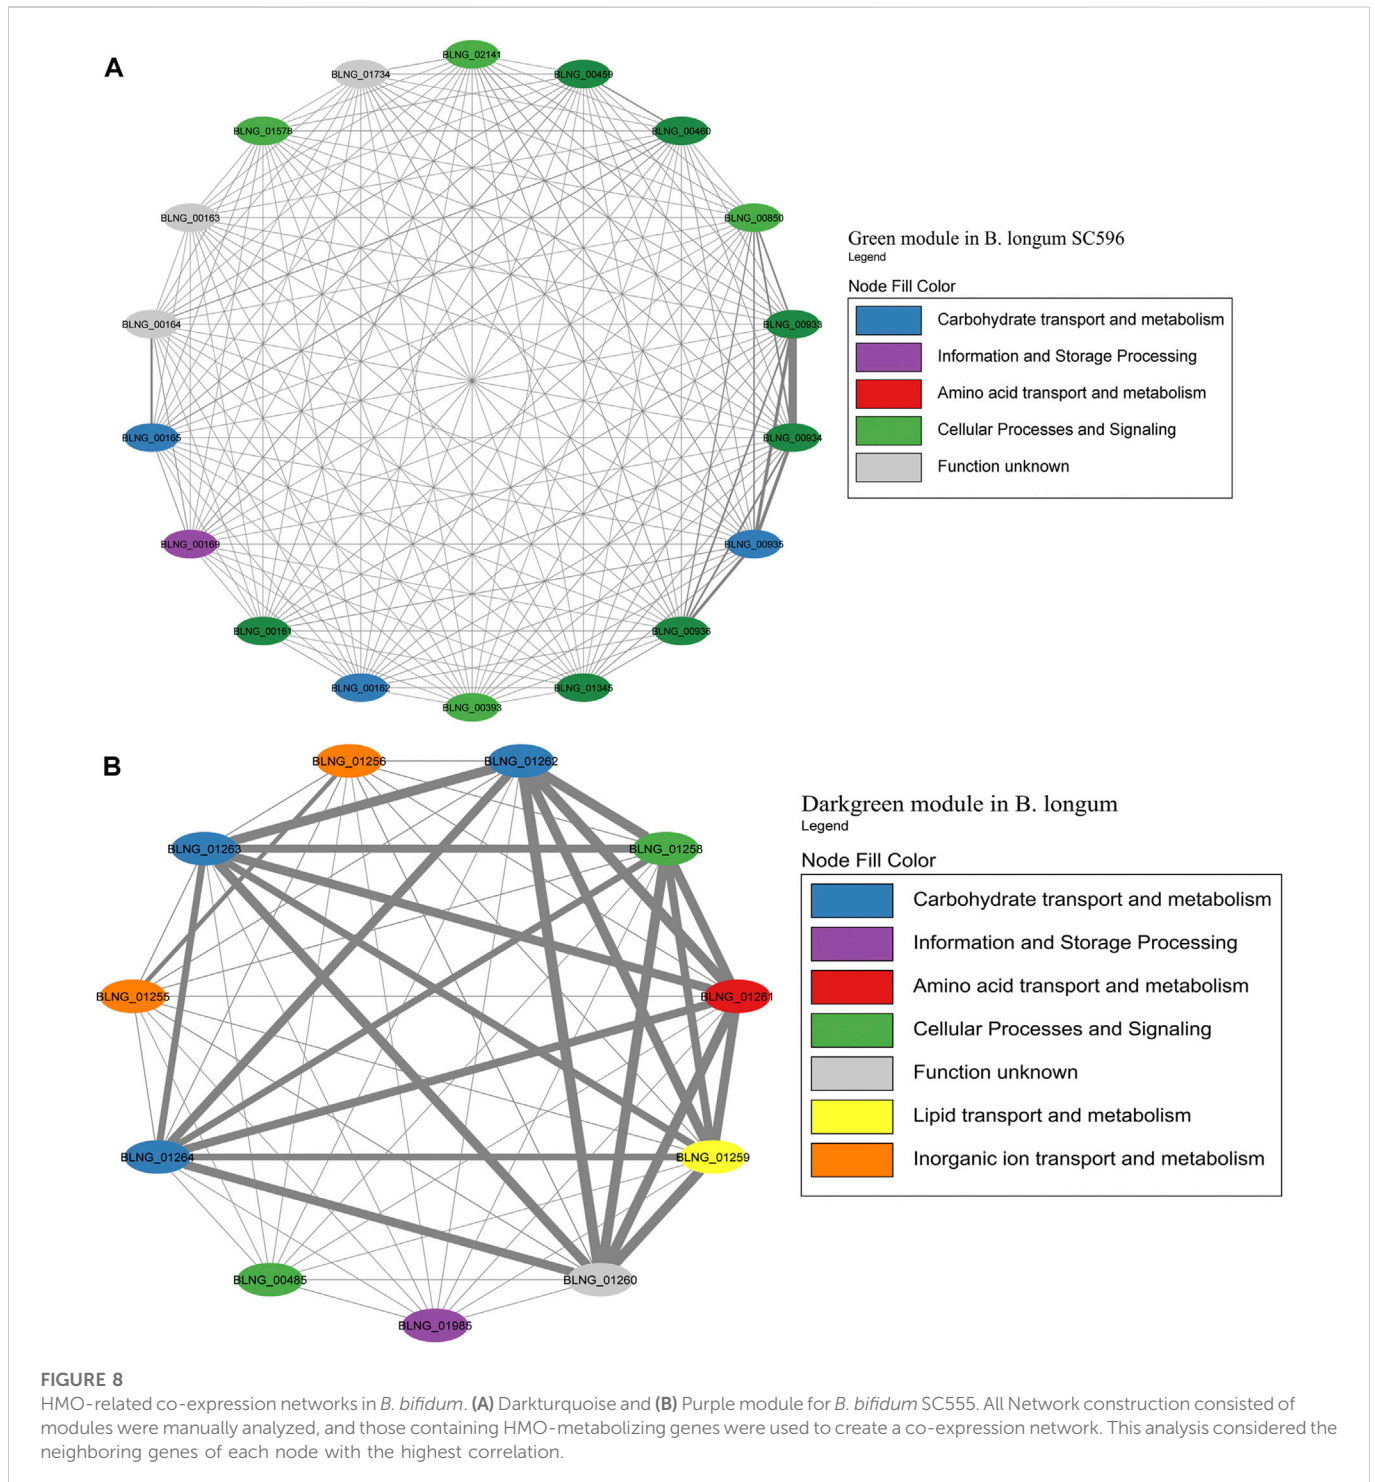 A
BLNG_02141
BLNG_01734
BLNG_00459
BLNG_01578
BLNG_00460
BLNG_00163
BLNG_00850
BLNG_00164
BLNG_00933
BLNG_00165
BLNG_00934
BLNG_00169
BLNG_00935
BLNG_00161
BLNG_00936
BLNG_00162
BLNG_01345
BLNG_00393
Green module in B. longum SC596
Legend
Node Fill Color
Carbohydrate transport and metabolism
Information and Storage Processing
Amino acid transport and metabolism
Cellular Processes and Signaling
Function unknown
B
BLNG_01256
BLNG_01262
BLNG_01263
BLNG_01258
BLNG_01255
BLNG_01261
BLNG_01264
BLNG_01259
BLNG_00485
BLNG_01260
BLNG_01985
Darkgreen module in B. longum
Legend
Node Fill Color
Carbohydrate transport and metabolism
Information and Storage Processing
Amino acid transport and metabolism
Cellular Processes and Signaling
Function unknown
Lipid transport and metabolism
Inorganic ion transport and metabolism
FIGURE 8
HMO-related co-expression networks in B. bifidum. (A) Darkturquoise and (B) Purple module for B. bifidum SC555. All Network construction consisted of
modules were manually analyzed, and those containing HMO-metabolizing genes were used to create a co-expression network. This analysis considered the
neighboring genes of each node with the highest correlation.